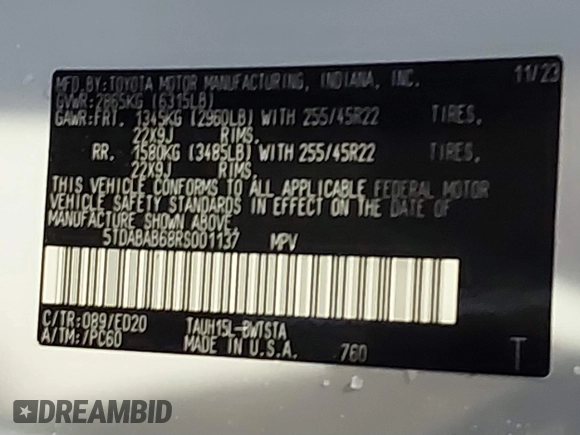 MFD.BY:TOYOTA MOTOR MANUFACTURING, INDIANA, INC. 11/23
GVWR:2865KG (6315LB)
GAWR:FRT. 1345KG (2960LB) WITH 255/45R22 TIRES,
22X9J RIMS,
RR. 1580KG (3485LB) WITH 255/45R22 TIRES,
22X9J RIMS.
THIS VEHICLE CONFORMS TO ALL APPLICABLE FEDERAL MOTOR
VEHICLE SAFETY STANDARDS IN EFFECT ON THE DATE OF
MANUFACTURE SHOWN ABOVE.
5TDABAB68RS001137 MPV
C/TR:089/ED20 TAUH15L-BWTSTA
A/TM:/PC60 MADE IN U.S.A. 760 T
DREAMBID